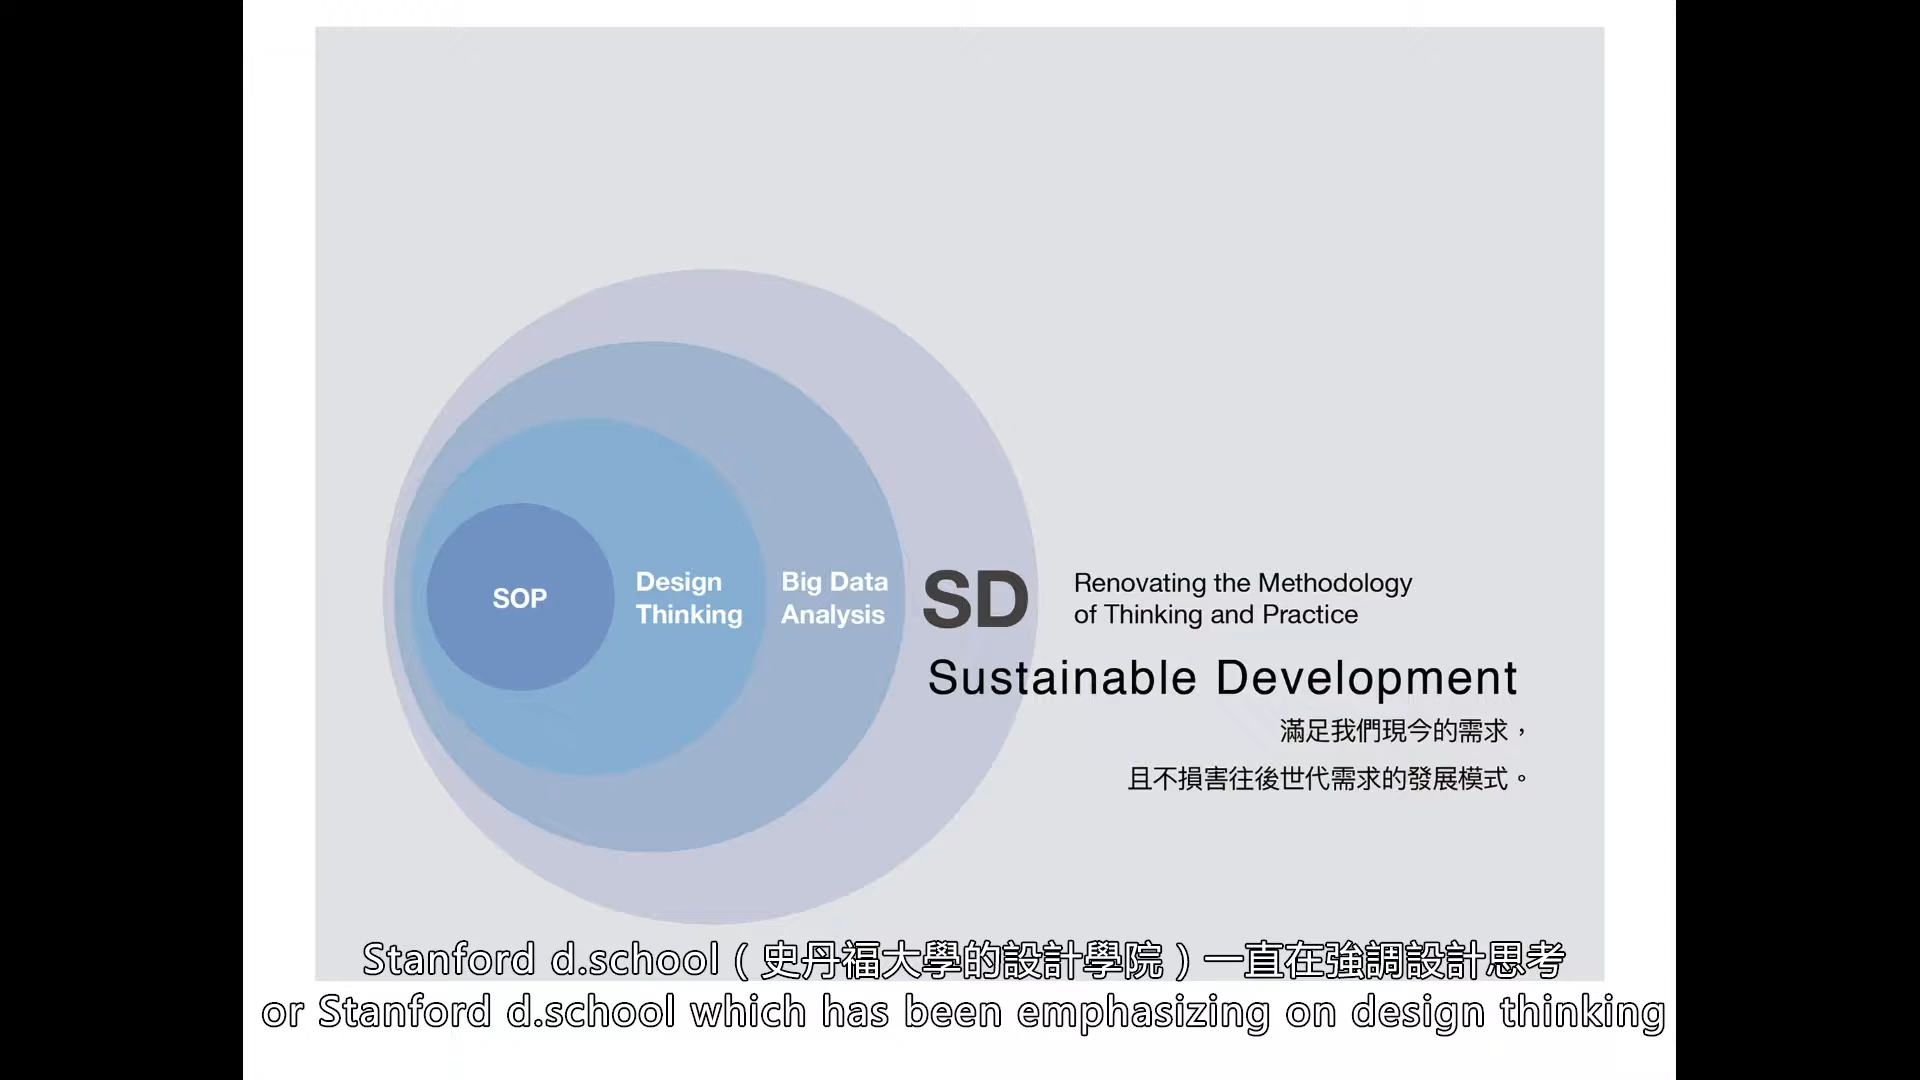 SOP
Design
Thinking
Big Data
Analysis
SD
Renovating the Methodology
of Thinking and Practice
Sustainable Development
滿足我們現今的需求，
且不損害往後世代需求的發展模式。
Stanford d.school（史丹福大學的設計學院）一直在強調設計思考
or Stanford d.school which has been emphasizing on design thinking